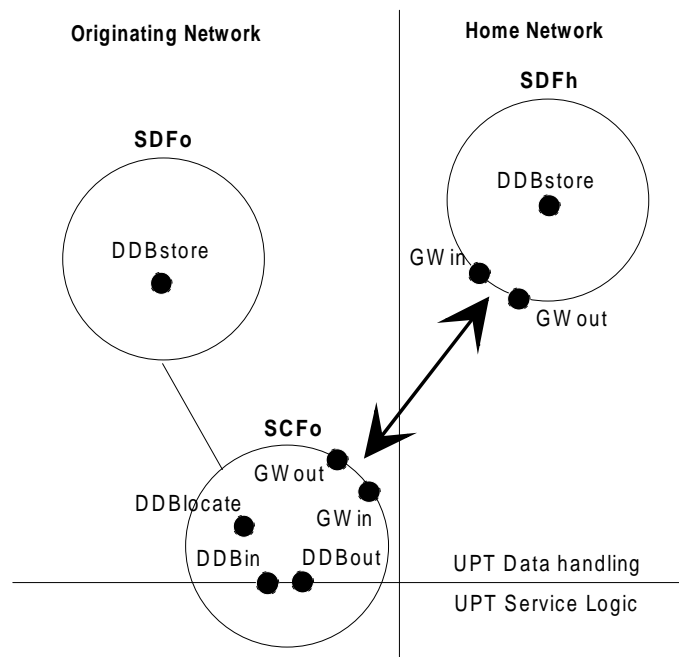 Originating Network
Home Network
SDFh
SDFo
DDBstore
DDBstore
GW in
GW out
SCFo
GW out
DDBlocate
GW in
DDBin
DDBout
UPT Data handling
UPT Service Logic